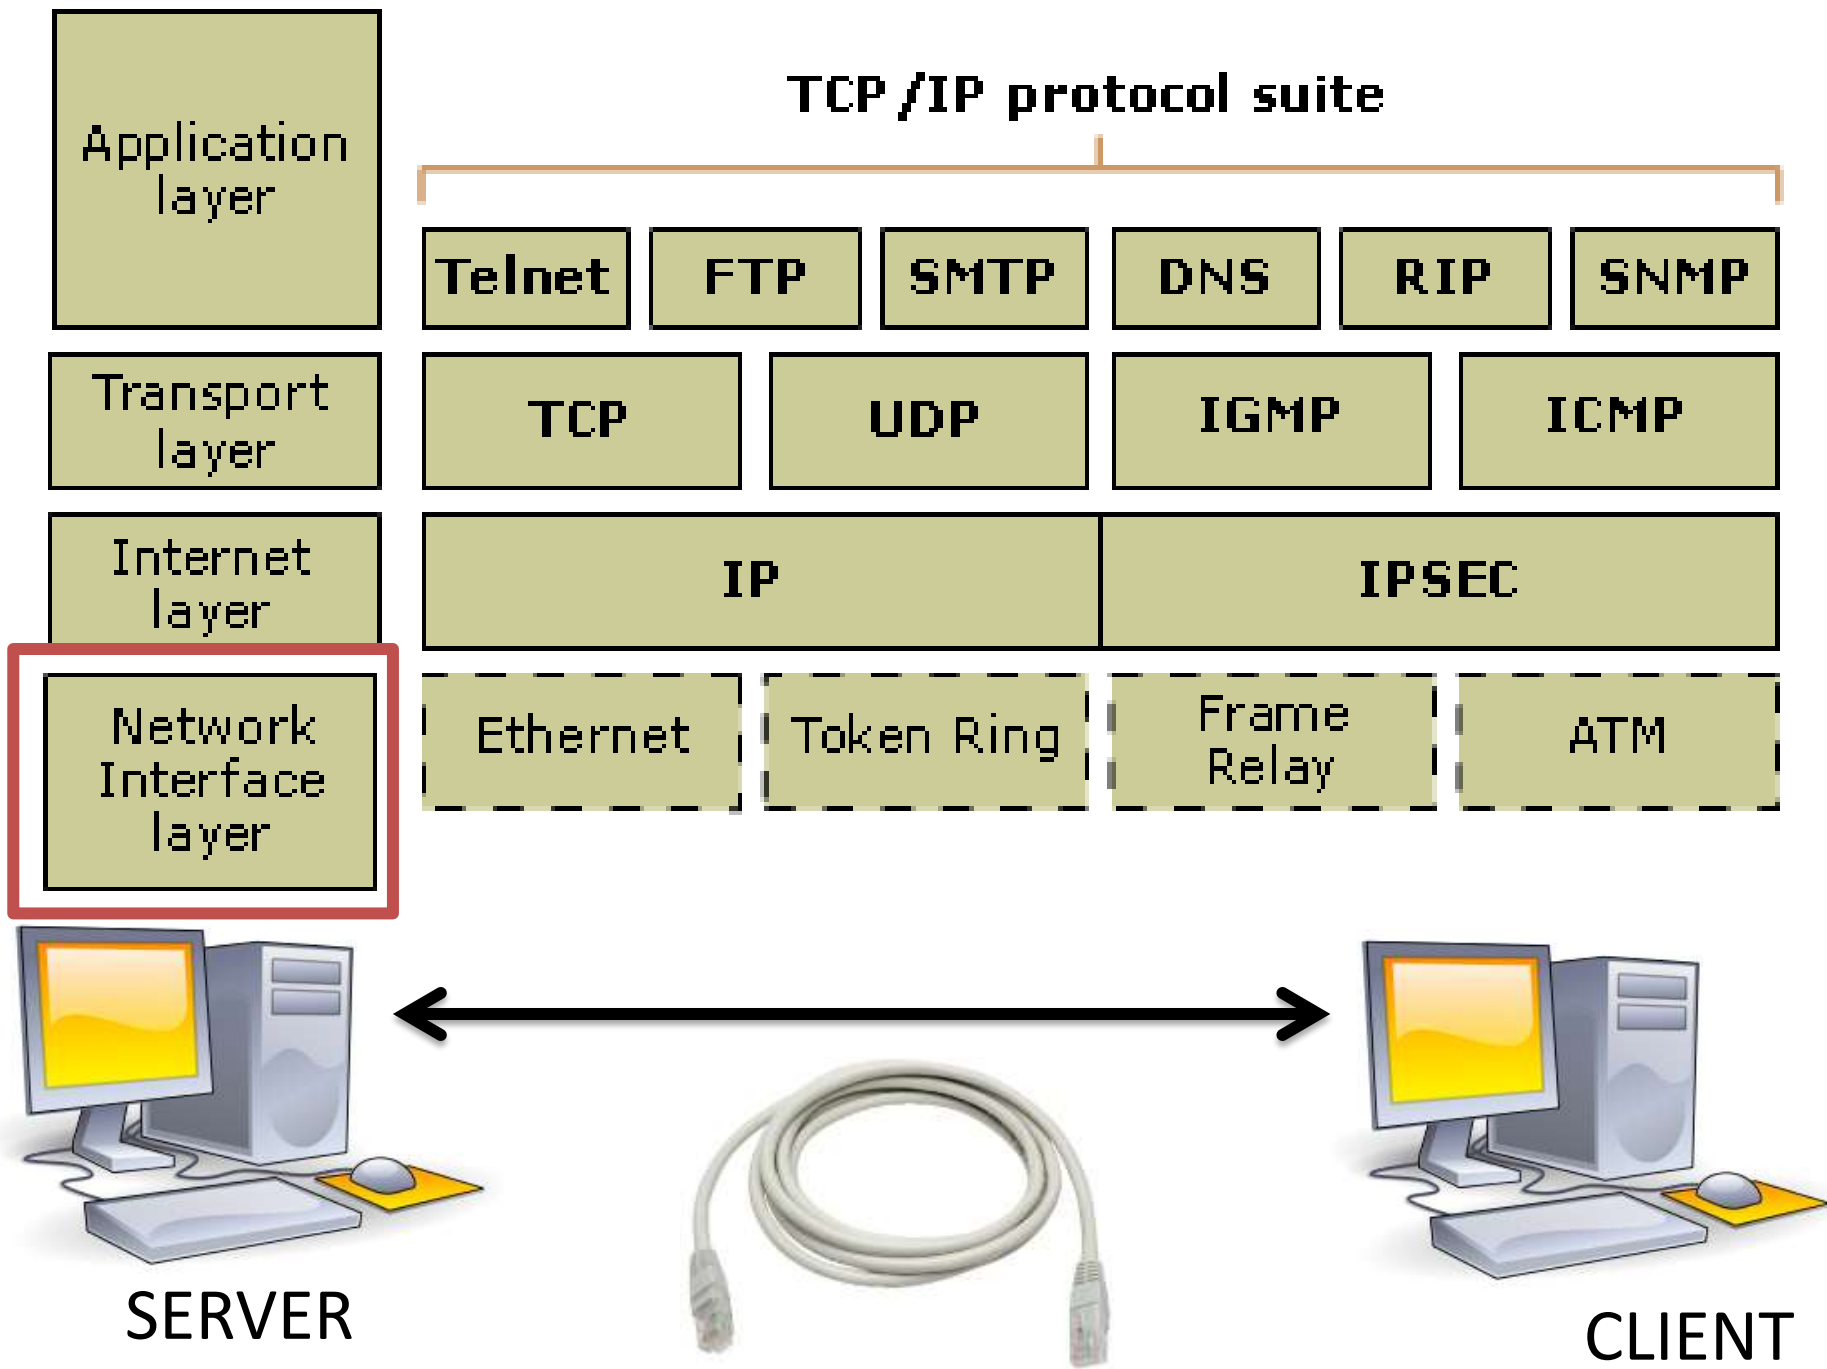 TCP/IP protocol suite
Application
layer
Telnet
FTP
SMTP
DNS
RIP
SNMP
Transport
layer
TCP
UDP
IGMP
ICMP
Internet
layer
IP
IPSEC
Network
Interface
layer
Ethernet
Token Ring
Frame
Relay
ATM
SERVER
CLIENT